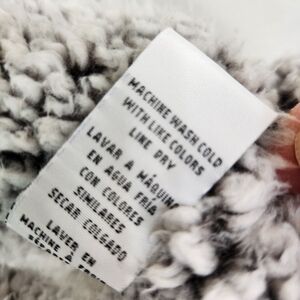 MACHINE WASH COLD
WITH LIKE COLORS
LINE DRY
LAVAR A MÁQUINA
EN AGUA FRÍA
CON COLORES
SIMILARES
SECAR COLGADO
LAVER EN
MACHINE À